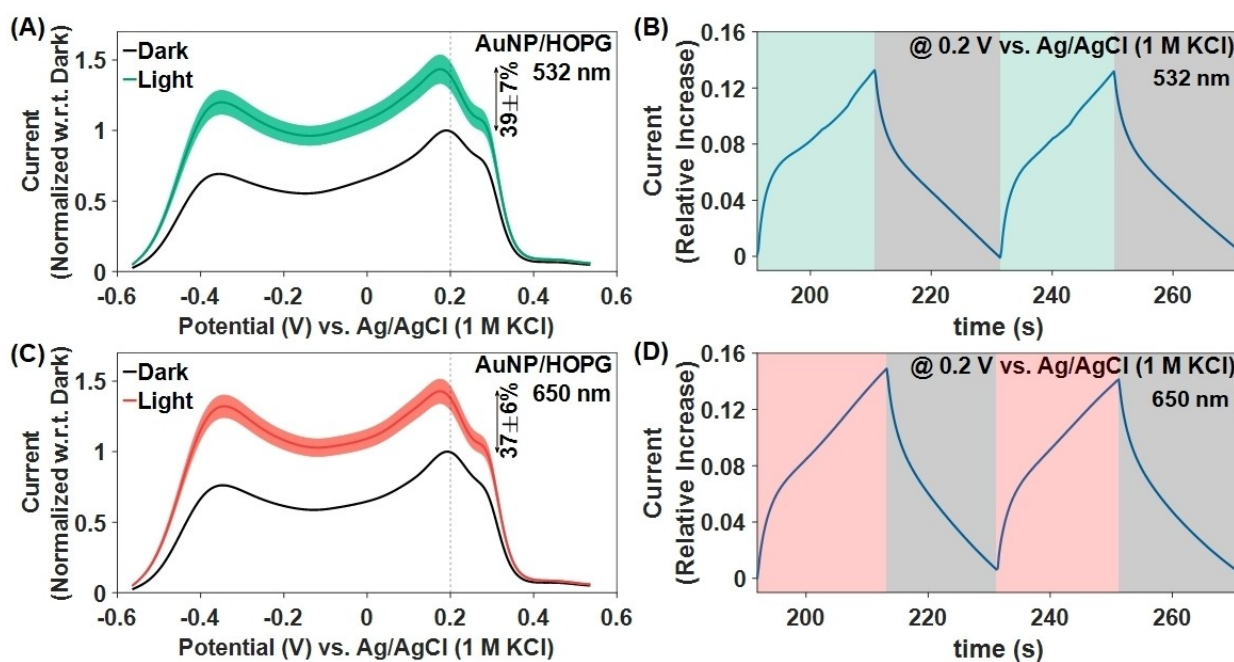 (A)
Dark
Light
AuNP/HOPG
532 nm
39±7%
1.5
1
0.5
0
Current
(Normalized w.r.t. Dark)
-0.6 -0.4 -0.2 0 0.2 0.4 0.6
Potential (V) vs. Ag/AgCl (1 M KCl)
(B)
@ 0.2 V vs. Ag/AgCl (1 M KCl)
532 nm
0.16
0.12
0.08
0.04
0
Current
(Relative Increase)
200 220 240 260
time (s)
(C)
Dark
Light
AuNP/HOPG
650 nm
37±6%
1.5
1
0.5
0
Current
(Normalized w.r.t. Dark)
-0.6 -0.4 -0.2 0 0.2 0.4 0.6
Potential (V) vs. Ag/AgCl (1 M KCl)
(D)
@ 0.2 V vs. Ag/AgCl (1 M KCl)
650 nm
0.16
0.12
0.08
0.04
0
Current
(Relative Increase)
200 220 240 260
time (s)